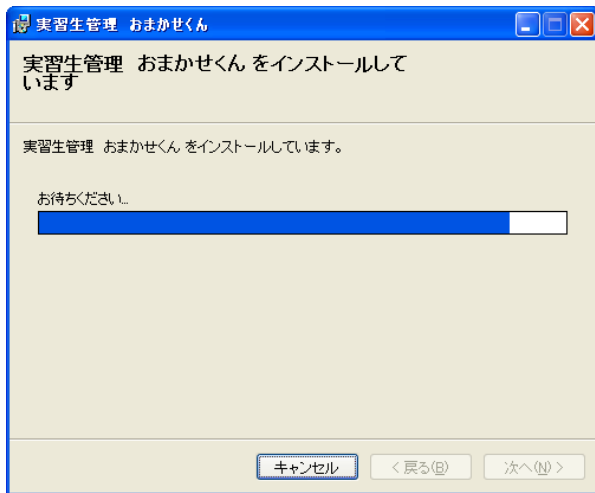 実習生管理 おまかせくん
実習生管理 おまかせくん をインストールして
います
実習生管理 おまかせくん をインストールしています。
お待ちください...
キャンセル
< 戻る(B)
次へ(N) >